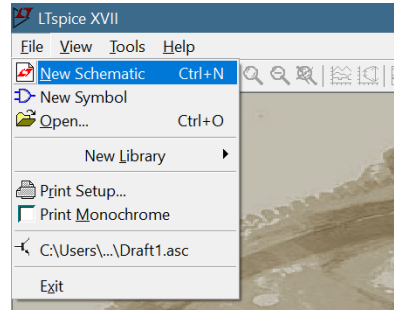 LTspice XVII
File View Tools Help
New Schematic Ctrl+N
New Symbol
Open... Ctrl+O
New Library
Print Setup...
Print Monochrome
C:\Users\...\Draft1.asc
Exit